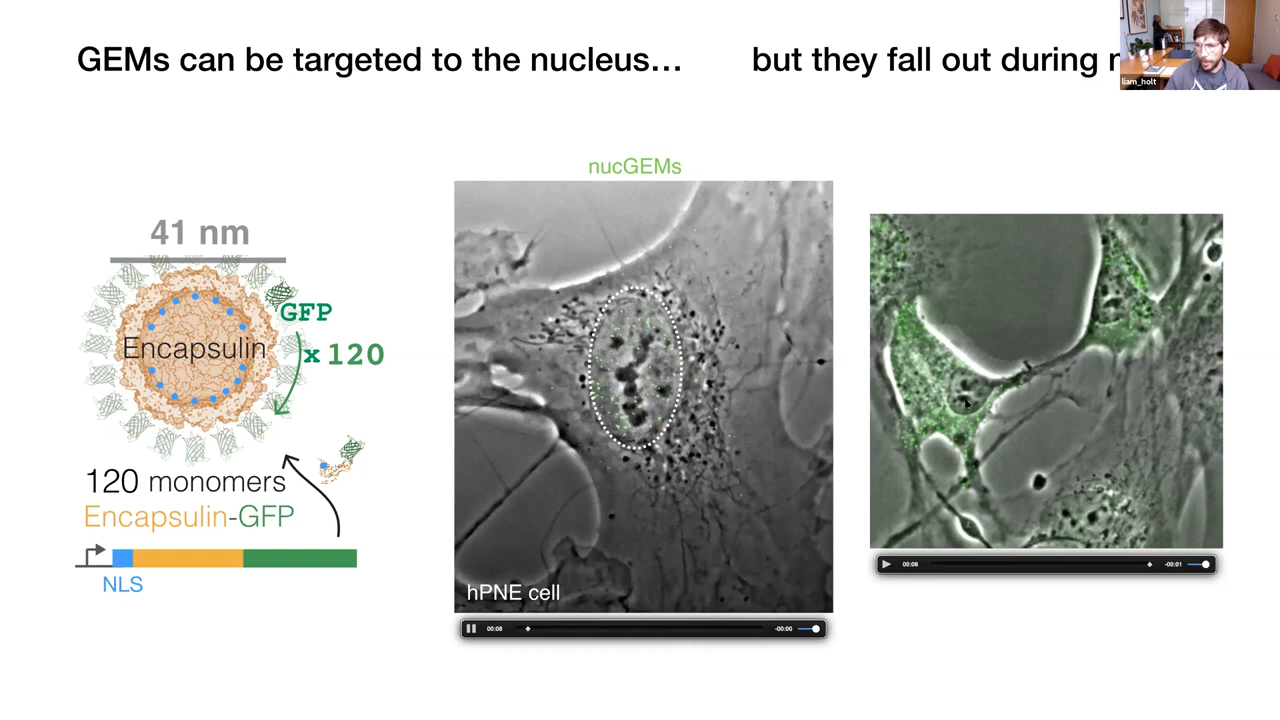 GEMs can be targeted to the nucleus…
but they fall out during
liam_holt
nucGEMs
41 nm
GFP
Encapsulin
x 120
120 monomers
Encapsulin-GFP
NLS
hPNE cell
00:08
-00:00
00:08
-00:01